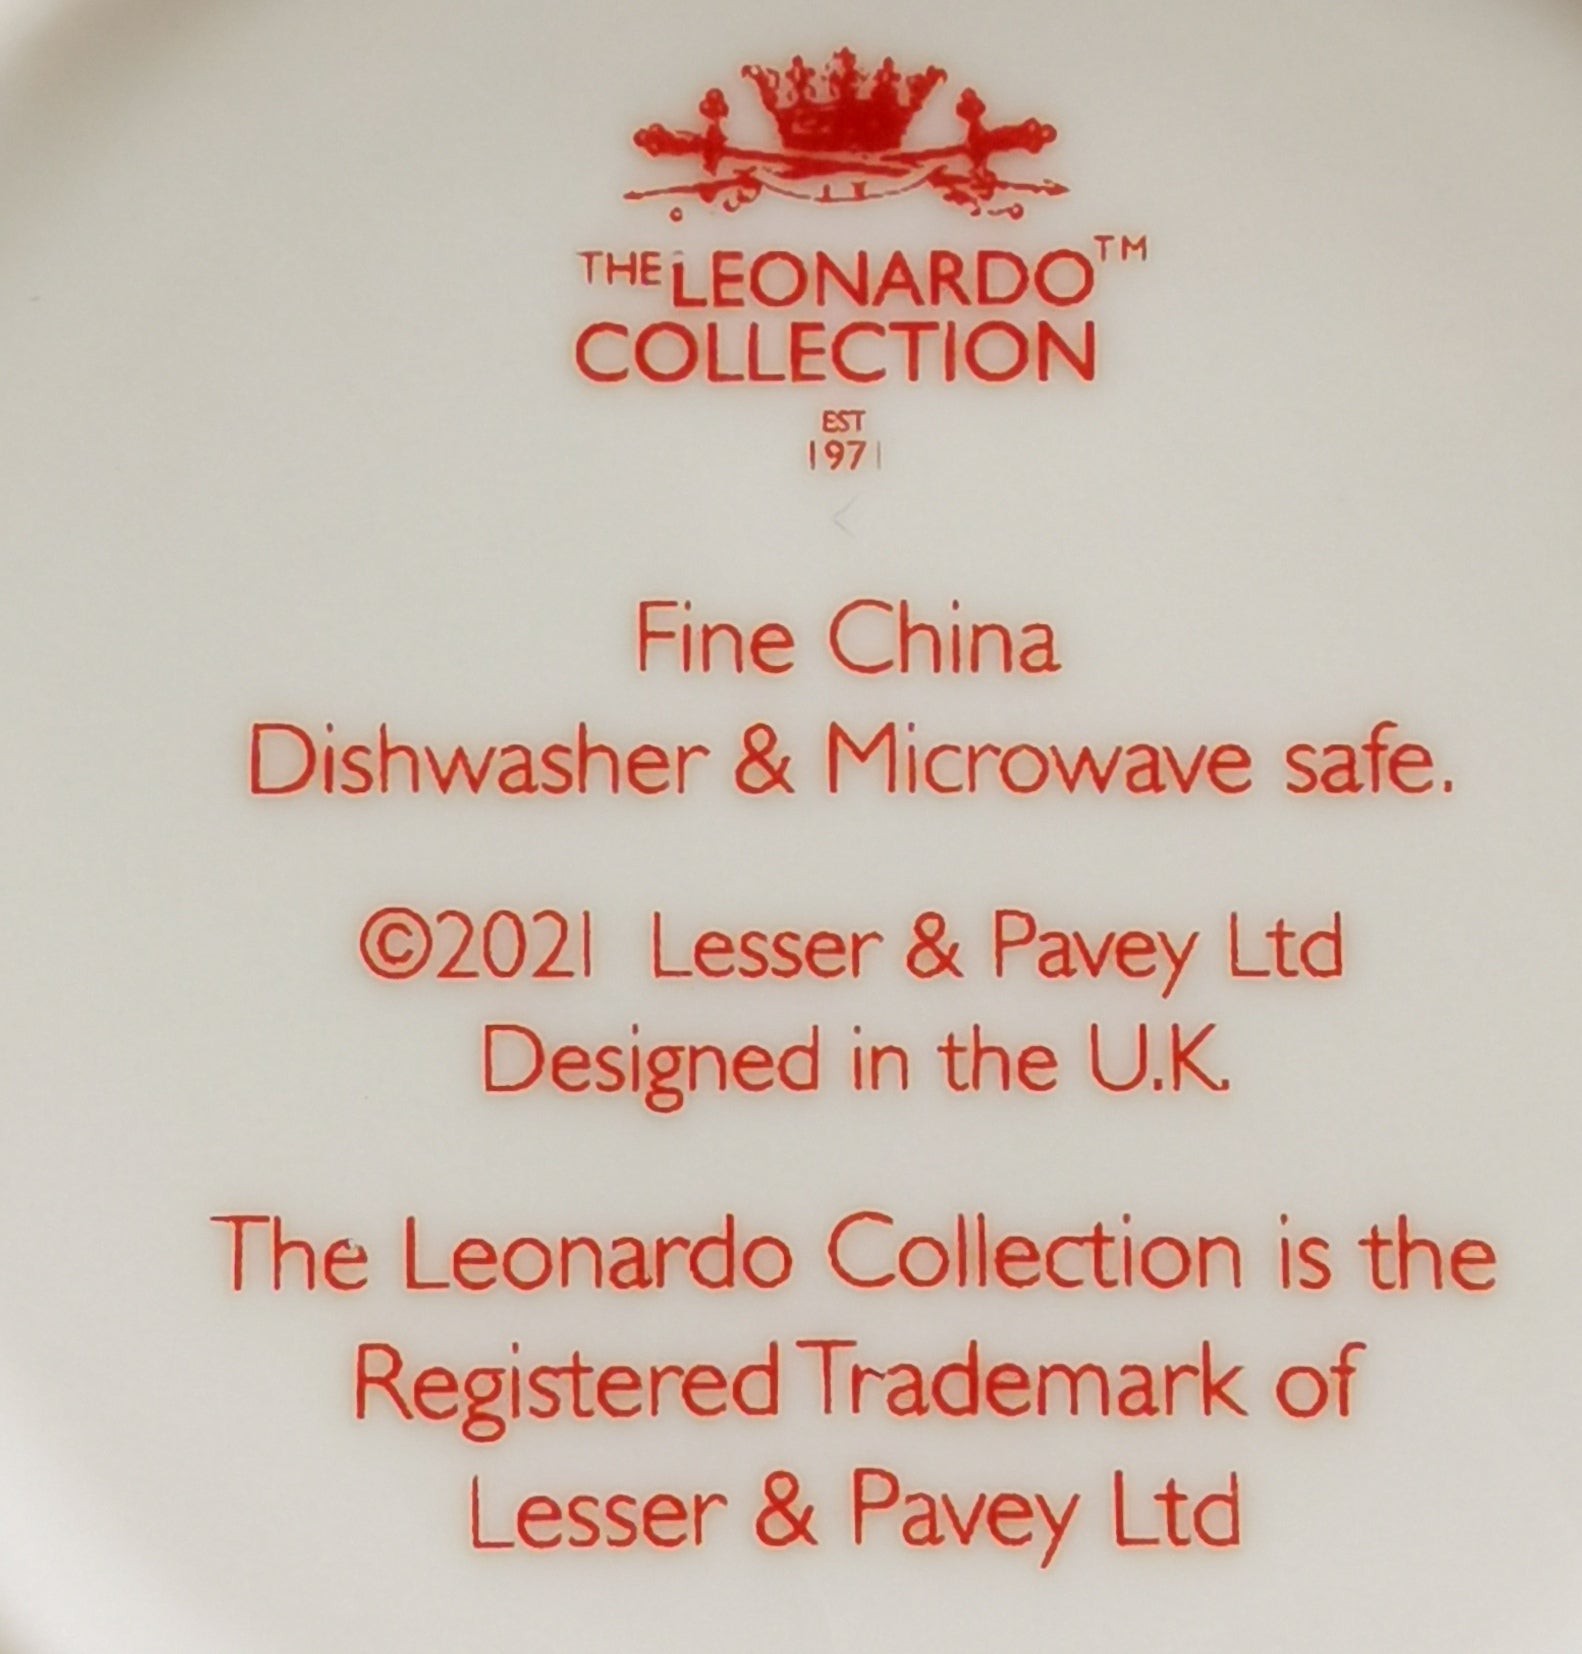 THE LEONARDO™
COLLECTION
EST
1971
Fine China
Dishwasher & Microwave safe.
©2021 Lesser & Pavey Ltd
Designed in the U.K.
The Leonardo Collection is the
Registered Trademark of
Lesser & Pavey Ltd